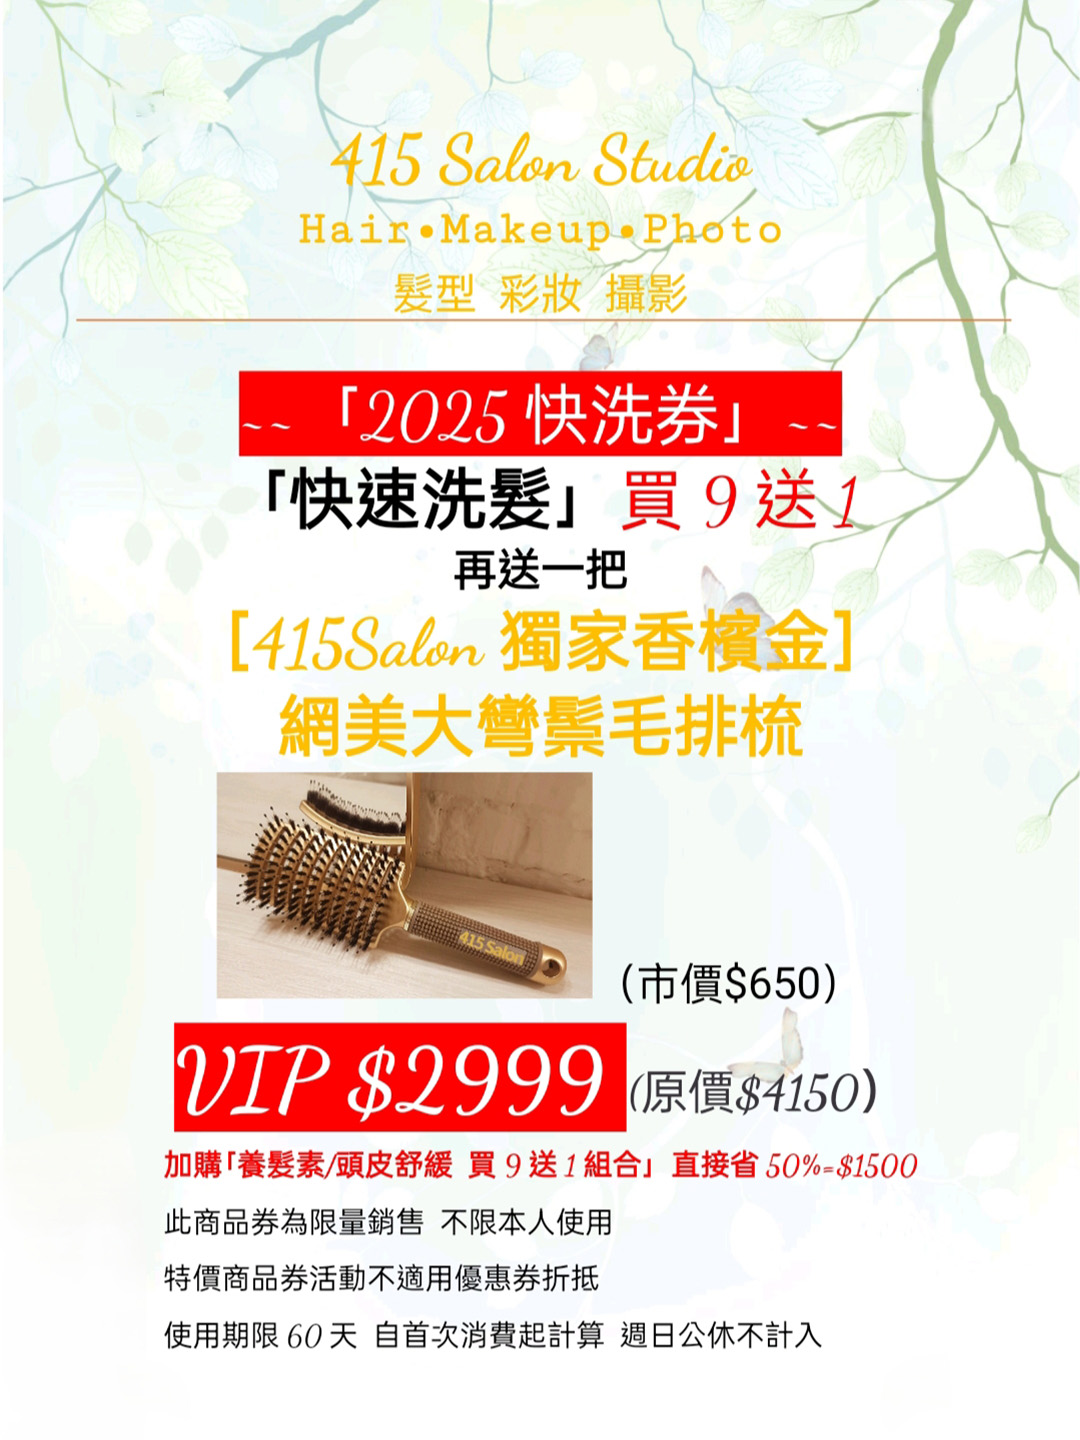 415 Salon Studio
Hair•Makeup•Photo
髮型 彩妝 攝影
~~ 「2025 快洗券」 ~~
「快速洗髮」買 9 送 1
再送一把
[415Salon 獨家香檳金]
網美大彎鬃毛排梳
415 Salon
（市價$650）
VIP $2999 (原價$4150)
加購「養髮素/頭皮舒緩 買 9 送 1 組合」直接省 50%=$1500
此商品券為限量銷售 不限本人使用
特價商品券活動不適用優惠券折抵
使用期限 60 天 自首次消費起計算 週日公休不計入